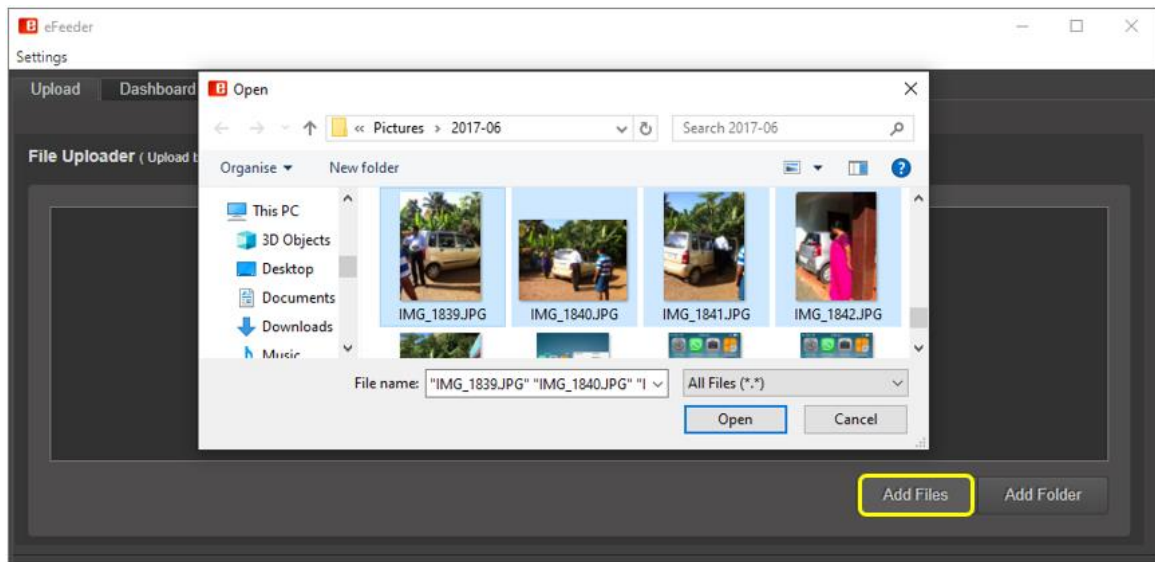 eFeeder
Settings
Upload Dashboard
File Uploader ( Upload
Open
« Pictures > 2017-06
Search 2017-06
Organise
New folder
This PC
3D Objects
Desktop
Documents
Downloads
Music
IMG_1839.JPG IMG_1840.JPG IMG_1841.JPG IMG_1842.JPG
File name: "IMG_1839.JPG" "IMG_1840.JPG" "I
All Files (*.*)
Open Cancel
Add Files Add Folder